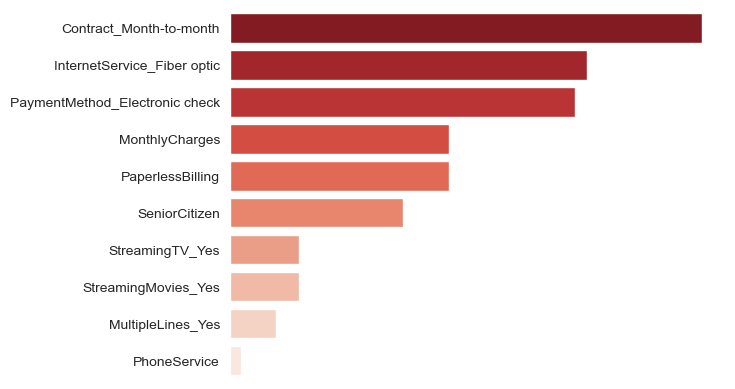 Contract_Month-to-month
InternetService_Fiber optic
PaymentMethod_Electronic check
MonthlyCharges
PaperlessBilling
SeniorCitizen
StreamingTV_Yes
StreamingMovies_Yes
MultipleLines_Yes
PhoneService